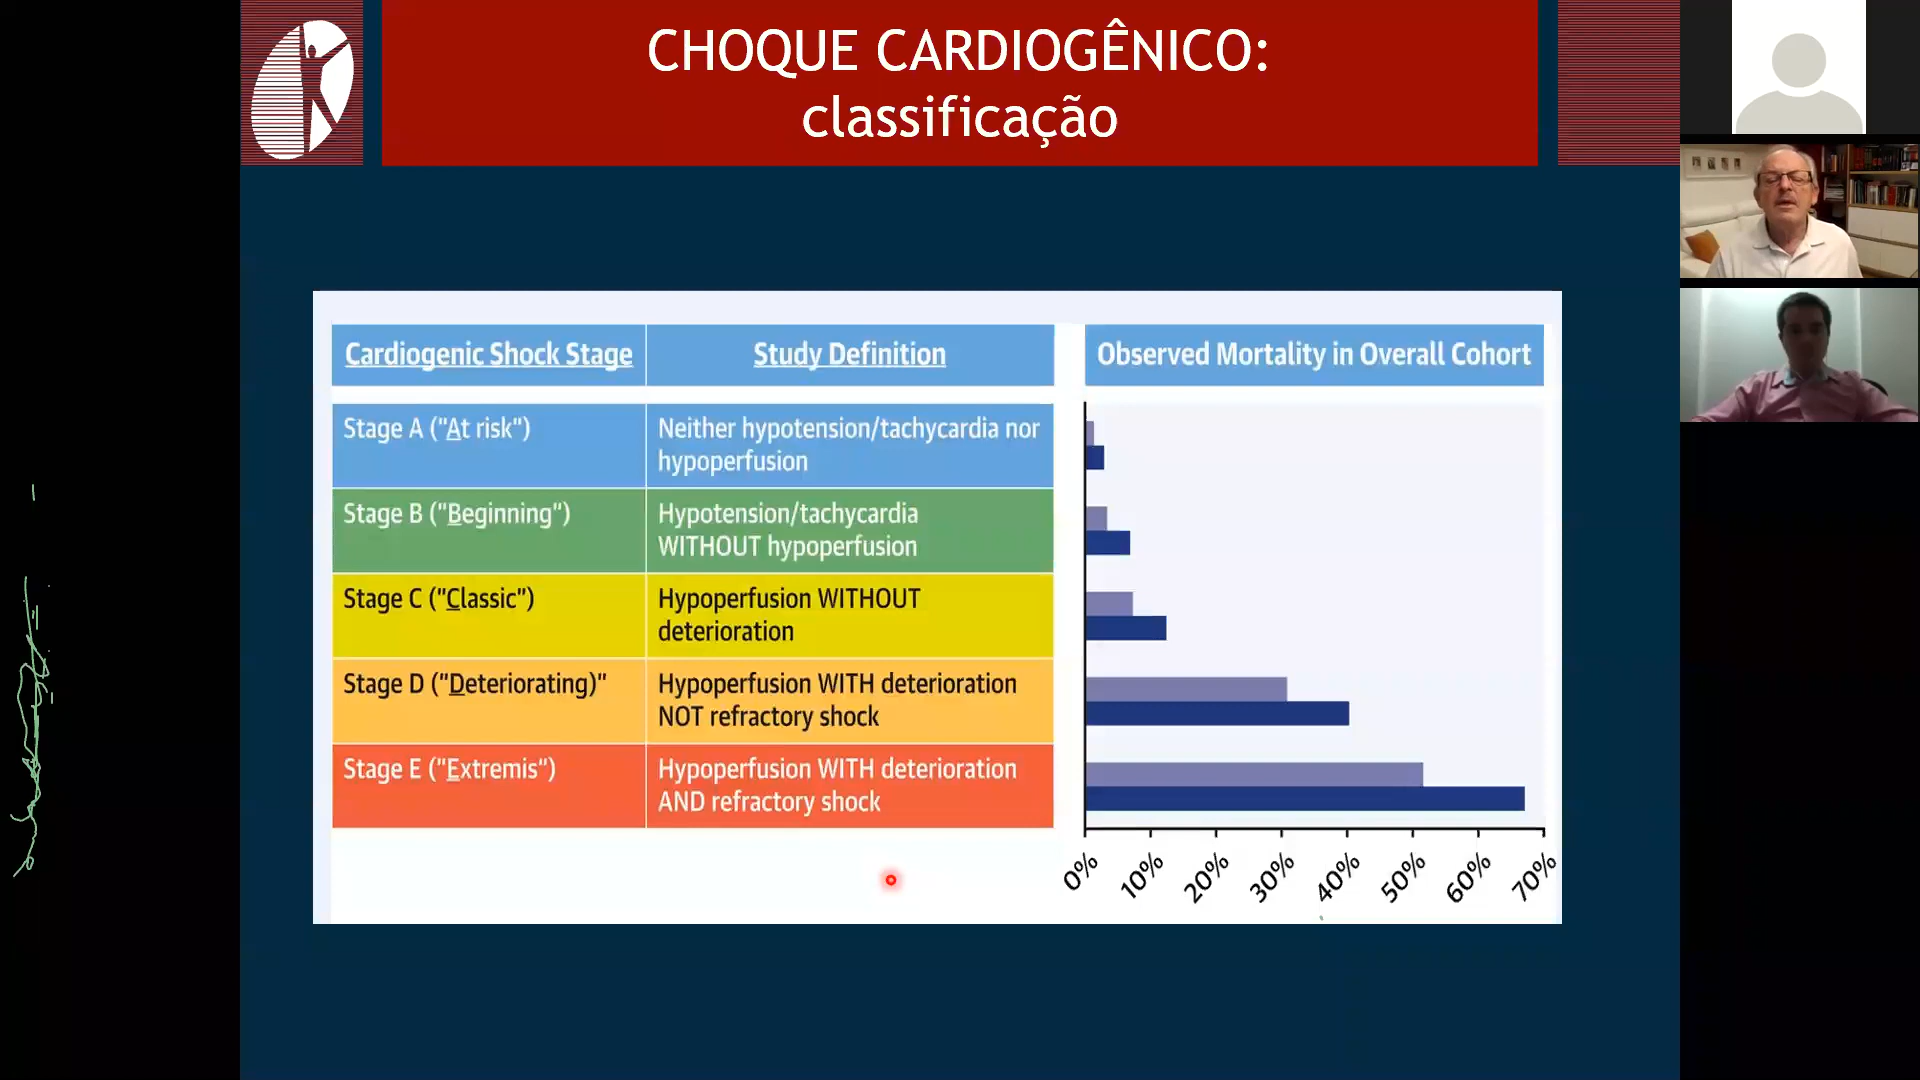 CHOQUE CARDIOGÊNICO:
classificação
Cardiogenic Shock Stage
Study Definition
Observed Mortality in Overall Cohort
Stage A ("At risk")
Neither hypotension/tachycardia nor
hypoperfusion
Stage B ("Beginning")
Hypotension/tachycardia
WITHOUT hypoperfusion
Stage C ("Classic")
Hypoperfusion WITHOUT
deterioration
Stage D ("Deteriorating)"
Hypoperfusion WITH deterioration
NOT refractory shock
Stage E ("Extremis")
Hypoperfusion WITH deterioration
AND refractory shock
0% 10% 20% 30% 40% 50% 60% 70%